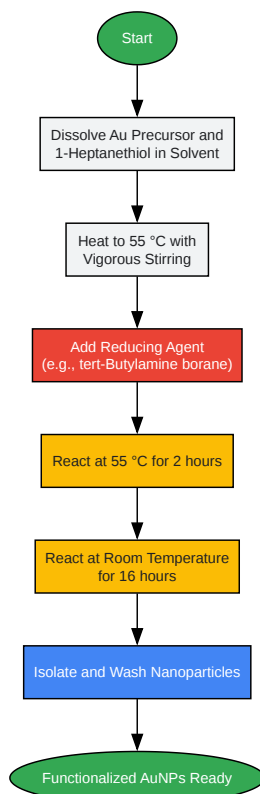 Start
Dissolve Au Precursor and
1-Heptanethiol in Solvent
Heat to 55 °C with
Vigorous Stirring
Add Reducing Agent
(e.g., tert-Butylamine borane)
React at 55 °C for 2 hours
React at Room Temperature
for 16 hours
Isolate and Wash Nanoparticles
Functionalized AuNPs Ready